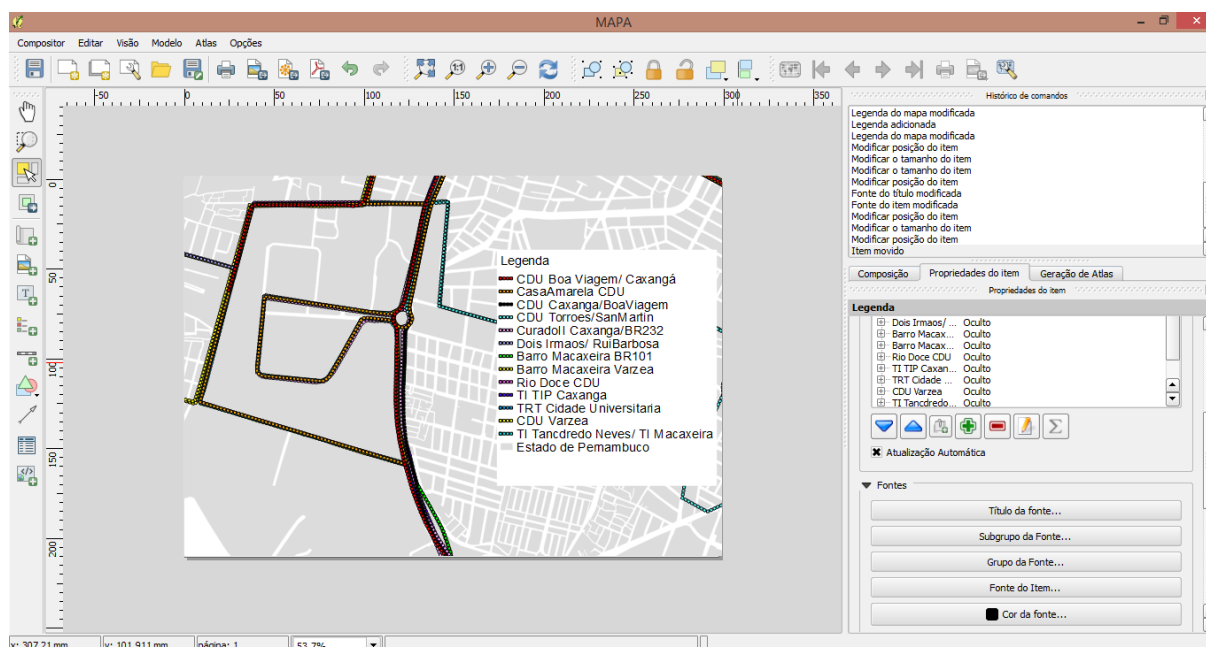 MAPA
Compositor Editar Visão Modelo Atlas Opções
-50 0 50 100 150 200 250 300 350
0
50
100
150
200
Legenda
CDU Boa Viagem/ Caxangá
CasaAmarela CDU
CDU Caxanga/BoaViagem
CDU Torroes/SanMartin
CuradoII Caxanga/BR232
Dois Irmaos/ RuiBarbosa
Barro Macaxeira BR101
Barro Macaxeira Varzea
Rio Doce CDU
TI TIP Caxanga
TRT Cidade Universitaria
CDU Varzea
TI Tancdredo Neves/ TI Macaxeira
Estado de Pernambuco
Histórico de comandos
Legenda do mapa modificada
Legenda adicionada
Legenda do mapa modificada
Modificar posição do item
Modificar o tamanho do item
Modificar o tamanho do item
Modificar posição do item
Fonte do título modificada
Fonte do item modificada
Modificar posição do item
Modificar o tamanho do item
Modificar posição do item
Item movido
Composição Propriedades do item Geração de Atlas
Propriedades do item
Legenda
Dois Irmaos/ ... Oculto
Barro Macax... Oculto
Barro Macax... Oculto
Rio Doce CDU Oculto
TI TIP Caxan... Oculto
TRT Cidade ... Oculto
CDU Varzea Oculto
TI Tancdredo... Oculto
Atualização Automática
Fontes
Título da fonte...
Subgrupo da Fonte...
Grupo da Fonte...
Fonte do Item...
Cor da fonte...
x: 307.21 mm y: 101.911 mm página: 1 53.7%